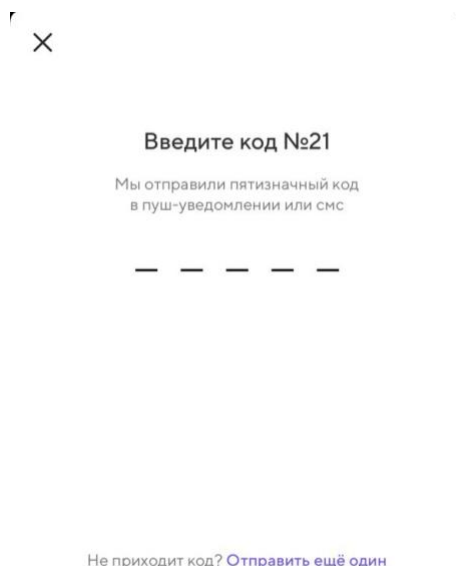 Введите код №21
Мы отправили пятизначный код
в пуш-уведомлении или смс
Не приходит код? Отправить ещё один